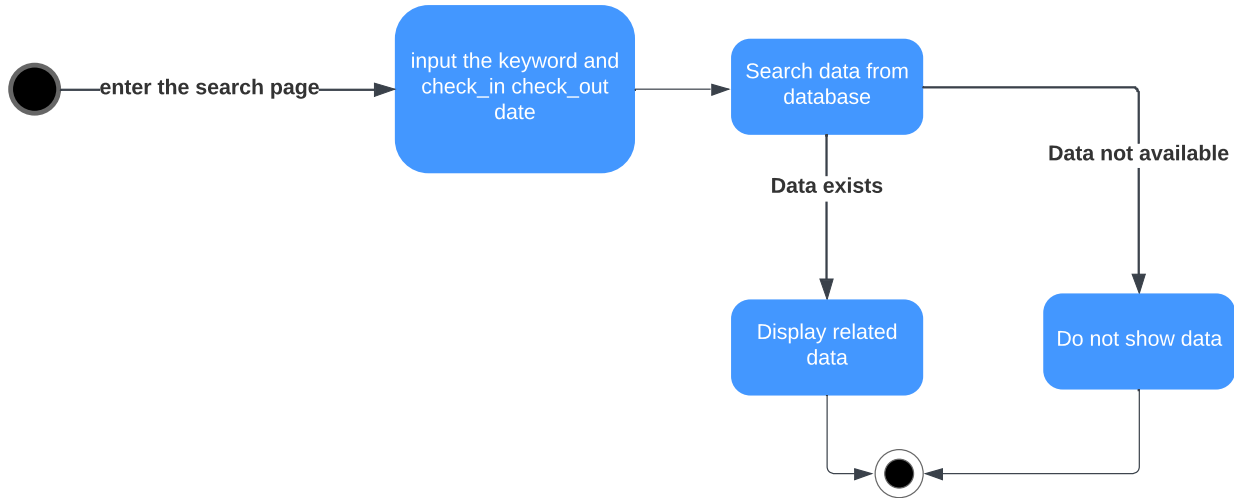 enter the search page
input the keyword and
check_in check_out
date
Search data from
database
Data not available
Data exists
Display related
data
Do not show data